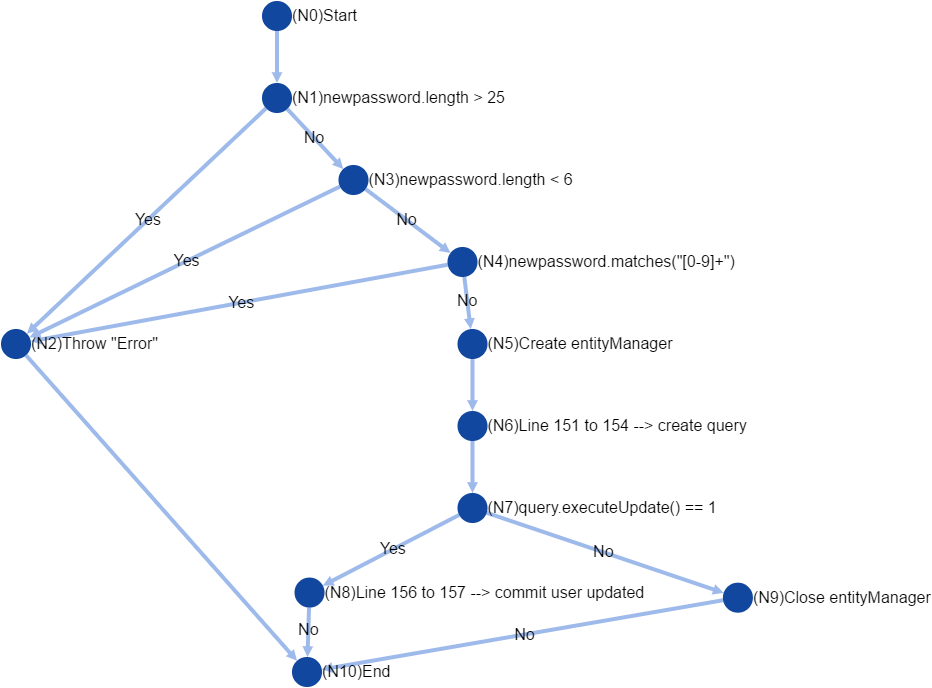 (N0)Start
(N1)newpassword.length > 25
No
(N3)newpassword.length < 6
Yes
No
Yes
(N4)newpassword.matches("[0-9]+")
Yes
No
(N2)Throw "Error"
(N5)Create entityManager
(N6)Line 151 to 154 --> create query
(N7)query.executeUpdate() == 1
Yes
No
(N8)Line 156 to 157 --> commit user updated
(N9)Close entityManager
No
No
(N10)End